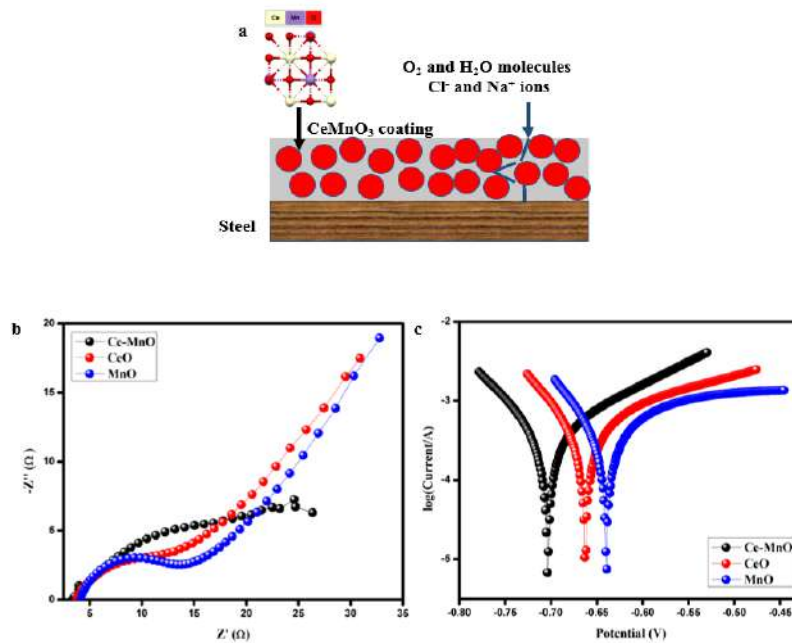 Ce Mn O
a
O₂ and H₂O molecules
Cl⁻ and Na⁺ ions
CeMnO₃ coating
Steel
b
Ce-MnO
CeO
MnO
20
15
10
5
0
5 10 15 20 25 30 35
Z' (Ω)
-Z'' (Ω)
c
-2
-3
-4
-5
-6
-0.80 -0.75 -0.70 -0.65 -0.60 -0.55 -0.50 -0.45
Potential (V)
log(Current/A)
Ce-MnO
CeO
MnO